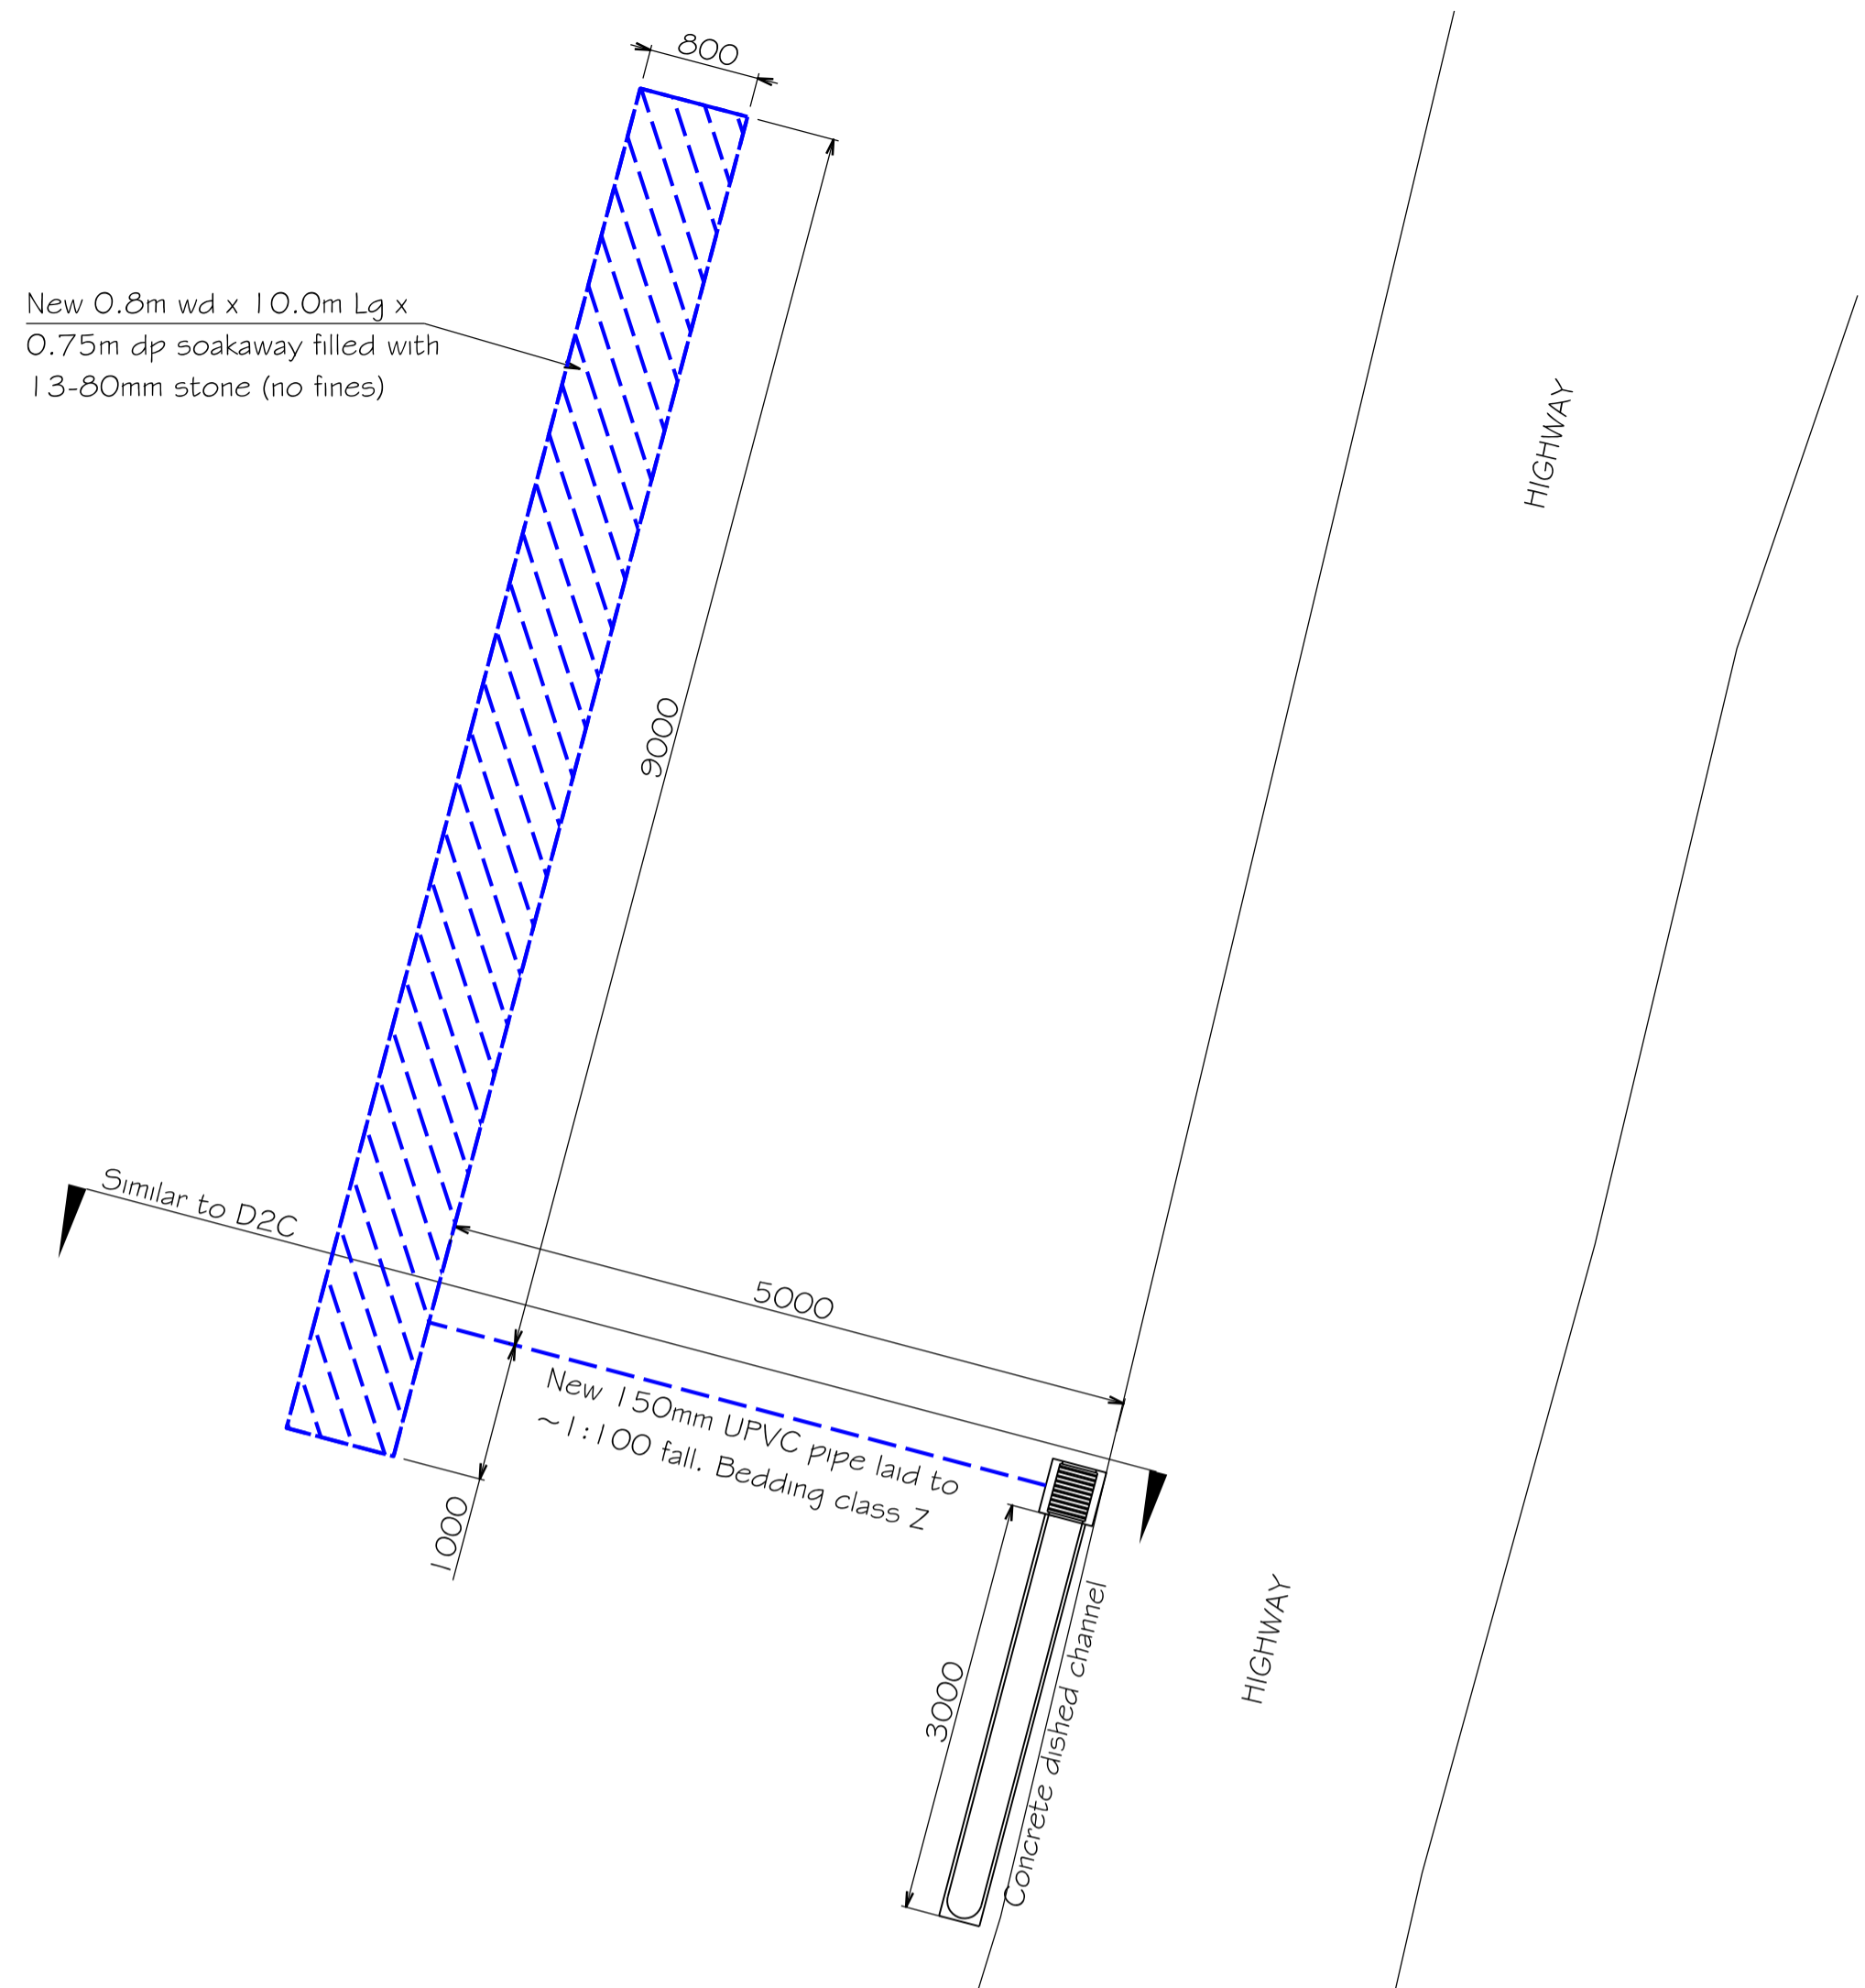 800
New 0.8m wd x 10.0m Lg x
0.75m dp soakaway filled with
13-80mm stone (no fines)
HIGHWAY
9000
Similar to D2C
5000
New 150mm UPVC pipe laid to
~1:100 fall. Bedding class Z
1000
3000
Concrete dished channel
HIGHWAY